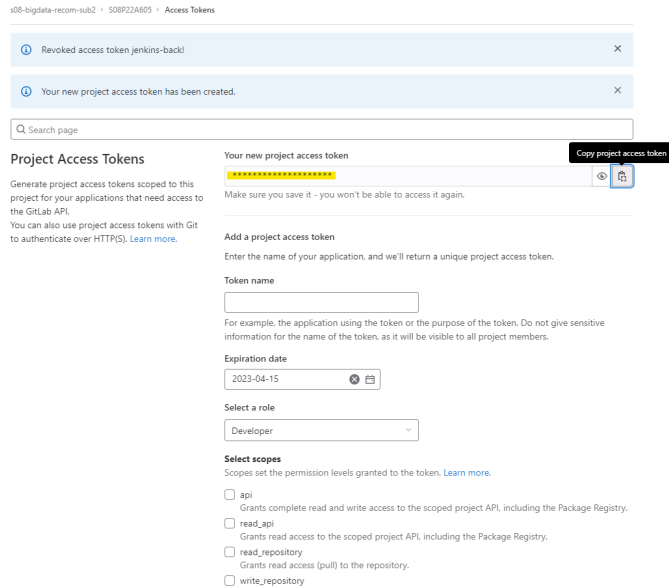 s08-bigdata-recom-sub2 > S08P22A605 > Access Tokens
Revoked access token jenkins-back!
Your new project access token has been created.
Search page
Project Access Tokens
Generate project access tokens scoped to this
project for your applications that need access to
the GitLab API.
You can also use project access tokens with Git
to authenticate over HTTP(S). Learn more.
Your new project access token
Copy project access token
********************
Make sure you save it - you won't be able to access it again.
Add a project access token
Enter the name of your application, and we'll return a unique project access token.
Token name
For example, the application using the token or the purpose of the token. Do not give sensitive
information for the name of the token, as it will be visible to all project members.
Expiration date
2023-04-15
Select a role
Developer
Select scopes
Scopes set the permission levels granted to the token. Learn more.
api
Grants complete read and write access to the scoped project API, including the Package Registry.
read_api
Grants read access to the scoped project API, including the Package Registry.
read_repository
Grants read access (pull) to the repository.
write_repository